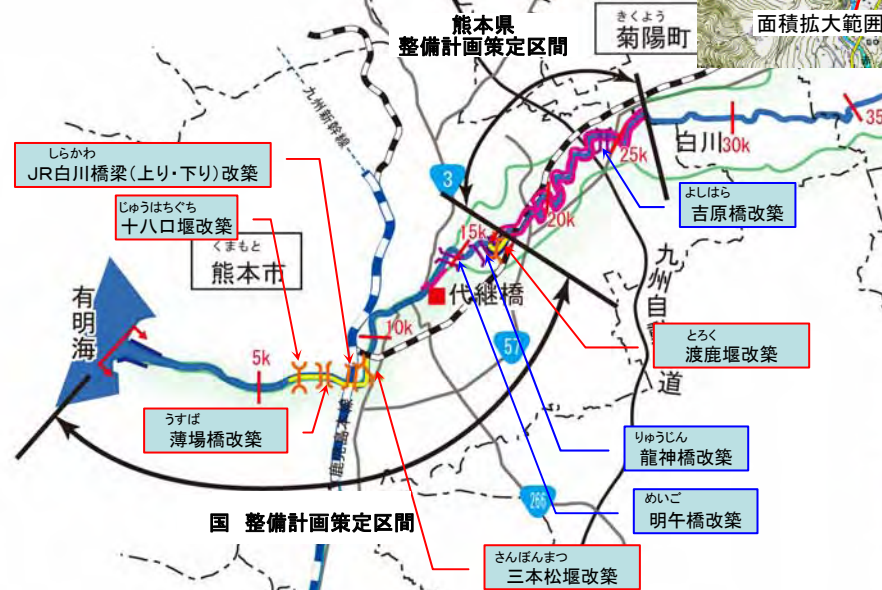 熊本県
整備計画策定区間
きくよう
菊陽町
面積拡大範囲
九州新幹線
しらかわ
JR白川橋梁(上り・下り)改築
じゅうはちぐち
十八口堰改築
くまもと
熊本市
有明海
3
25k
白川
30k
35
20k
15k
よしはら
吉原橋改築
代継橋
10k
5k
57
九州自動
道
とろく
渡鹿堰改築
うすば
薄場橋改築
鹿児島本線
りゅうじん
龍神橋改築
めいご
明午橋改築
266
国 整備計画策定区間
さんぼんまつ
三本松堰改築